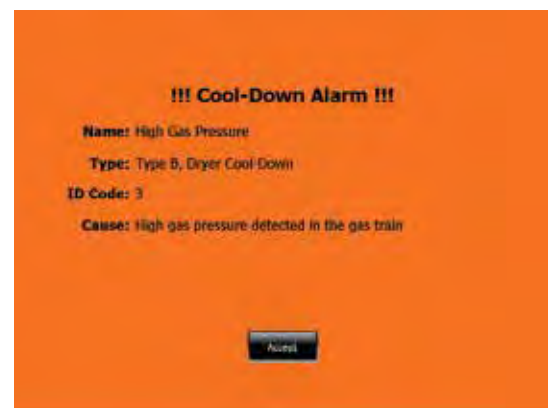 !!! Cool-Down Alarm !!!
Name: High Gas Pressure
Type: Type B, Dryer Cool-Down
ID Code: 3
Cause: High gas pressure detected in the gas train